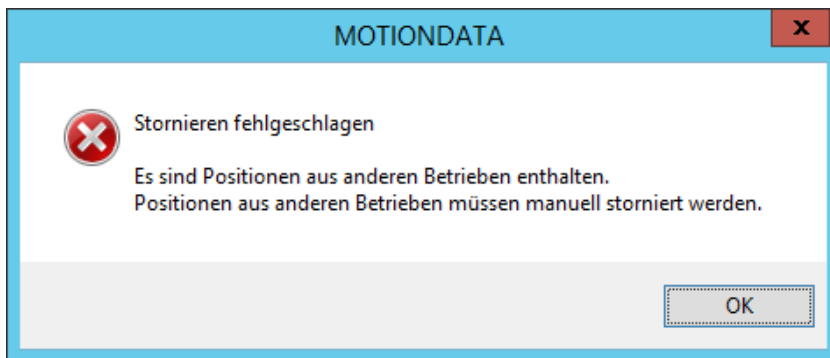 MOTIONDATA
x
Stornieren fehlgeschlagen
Es sind Positionen aus anderen Betrieben enthalten.
Positionen aus anderen Betrieben müssen manuell storniert werden.
OK